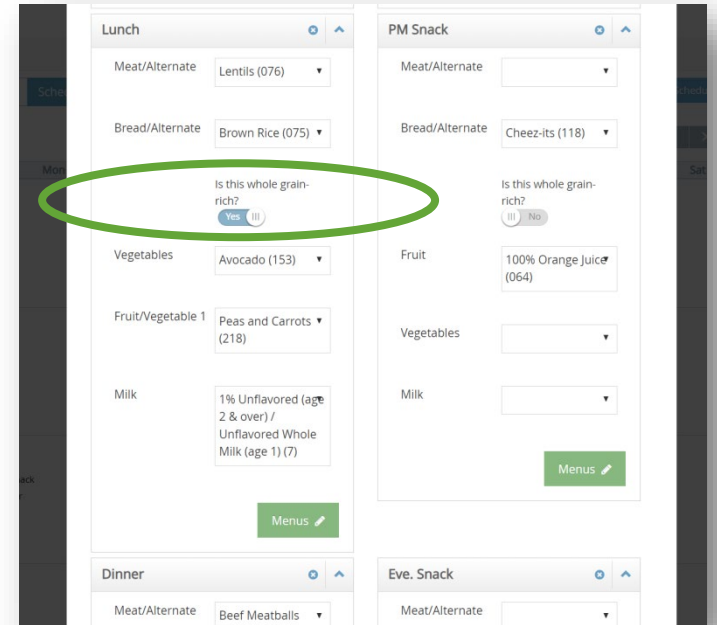 Lunch
Meat/Alternate
Lentils (076)
Bread/Alternate
Brown Rice (075)
Is this whole grain-
rich?
Yes
Vegetables
Avocado (153)
Fruit/Vegetable 1
Peas and Carrots
(218)
Milk
1% Unflavored (age
2 & over) /
Unflavored Whole
Milk (age 1) (7)
Menus
PM Snack
Meat/Alternate
Bread/Alternate
Cheez-its (118)
Is this whole grain-
rich?
No
Fruit
100% Orange Juice
(064)
Vegetables
Milk
Menus
Dinner
Meat/Alternate
Beef Meatballs
Eve. Snack
Meat/Alternate
Mon
Sat